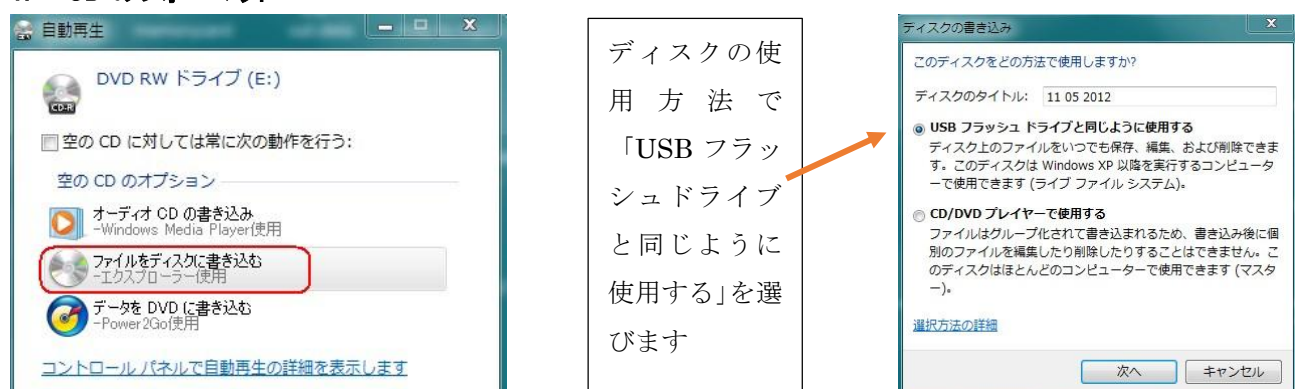 自動再生
DVD RW ドライブ (E:)
空の CD に対しては常に次の動作を行う:
空の CD のオプション
オーディオ CD の書き込み
-Windows Media Player使用
ファイルをディスクに書き込む
-エクスプローラー使用
データを DVD に書き込む
-Power2Go使用
コントロール パネルで自動再生の詳細を表示します
ディスクの使
用方法で
「USB フラッ
シュドライブ
と同じように
使用する」を選
びます
ディスクの書き込み
このディスクをどの方法で使用しますか?
ディスクのタイトル: 11 05 2012
USB フラッシュ ドライブと同じように使用する
ディスク上のファイルをいつでも保存、編集、および削除できま
す。このディスクは Windows XP 以降を実行するコンピュータ
ーで使用できます (ライブ ファイル システム)。
CD/DVD プレイヤーで使用する
ファイルはグループ化されて書き込まれるため、書き込み後に個
別のファイルを編集したり削除したりすることはできません。こ
のディスクはほとんどのコンピューターで使用できます (マスタ
ー)。
選択方法の詳細
次へ
キャンセル